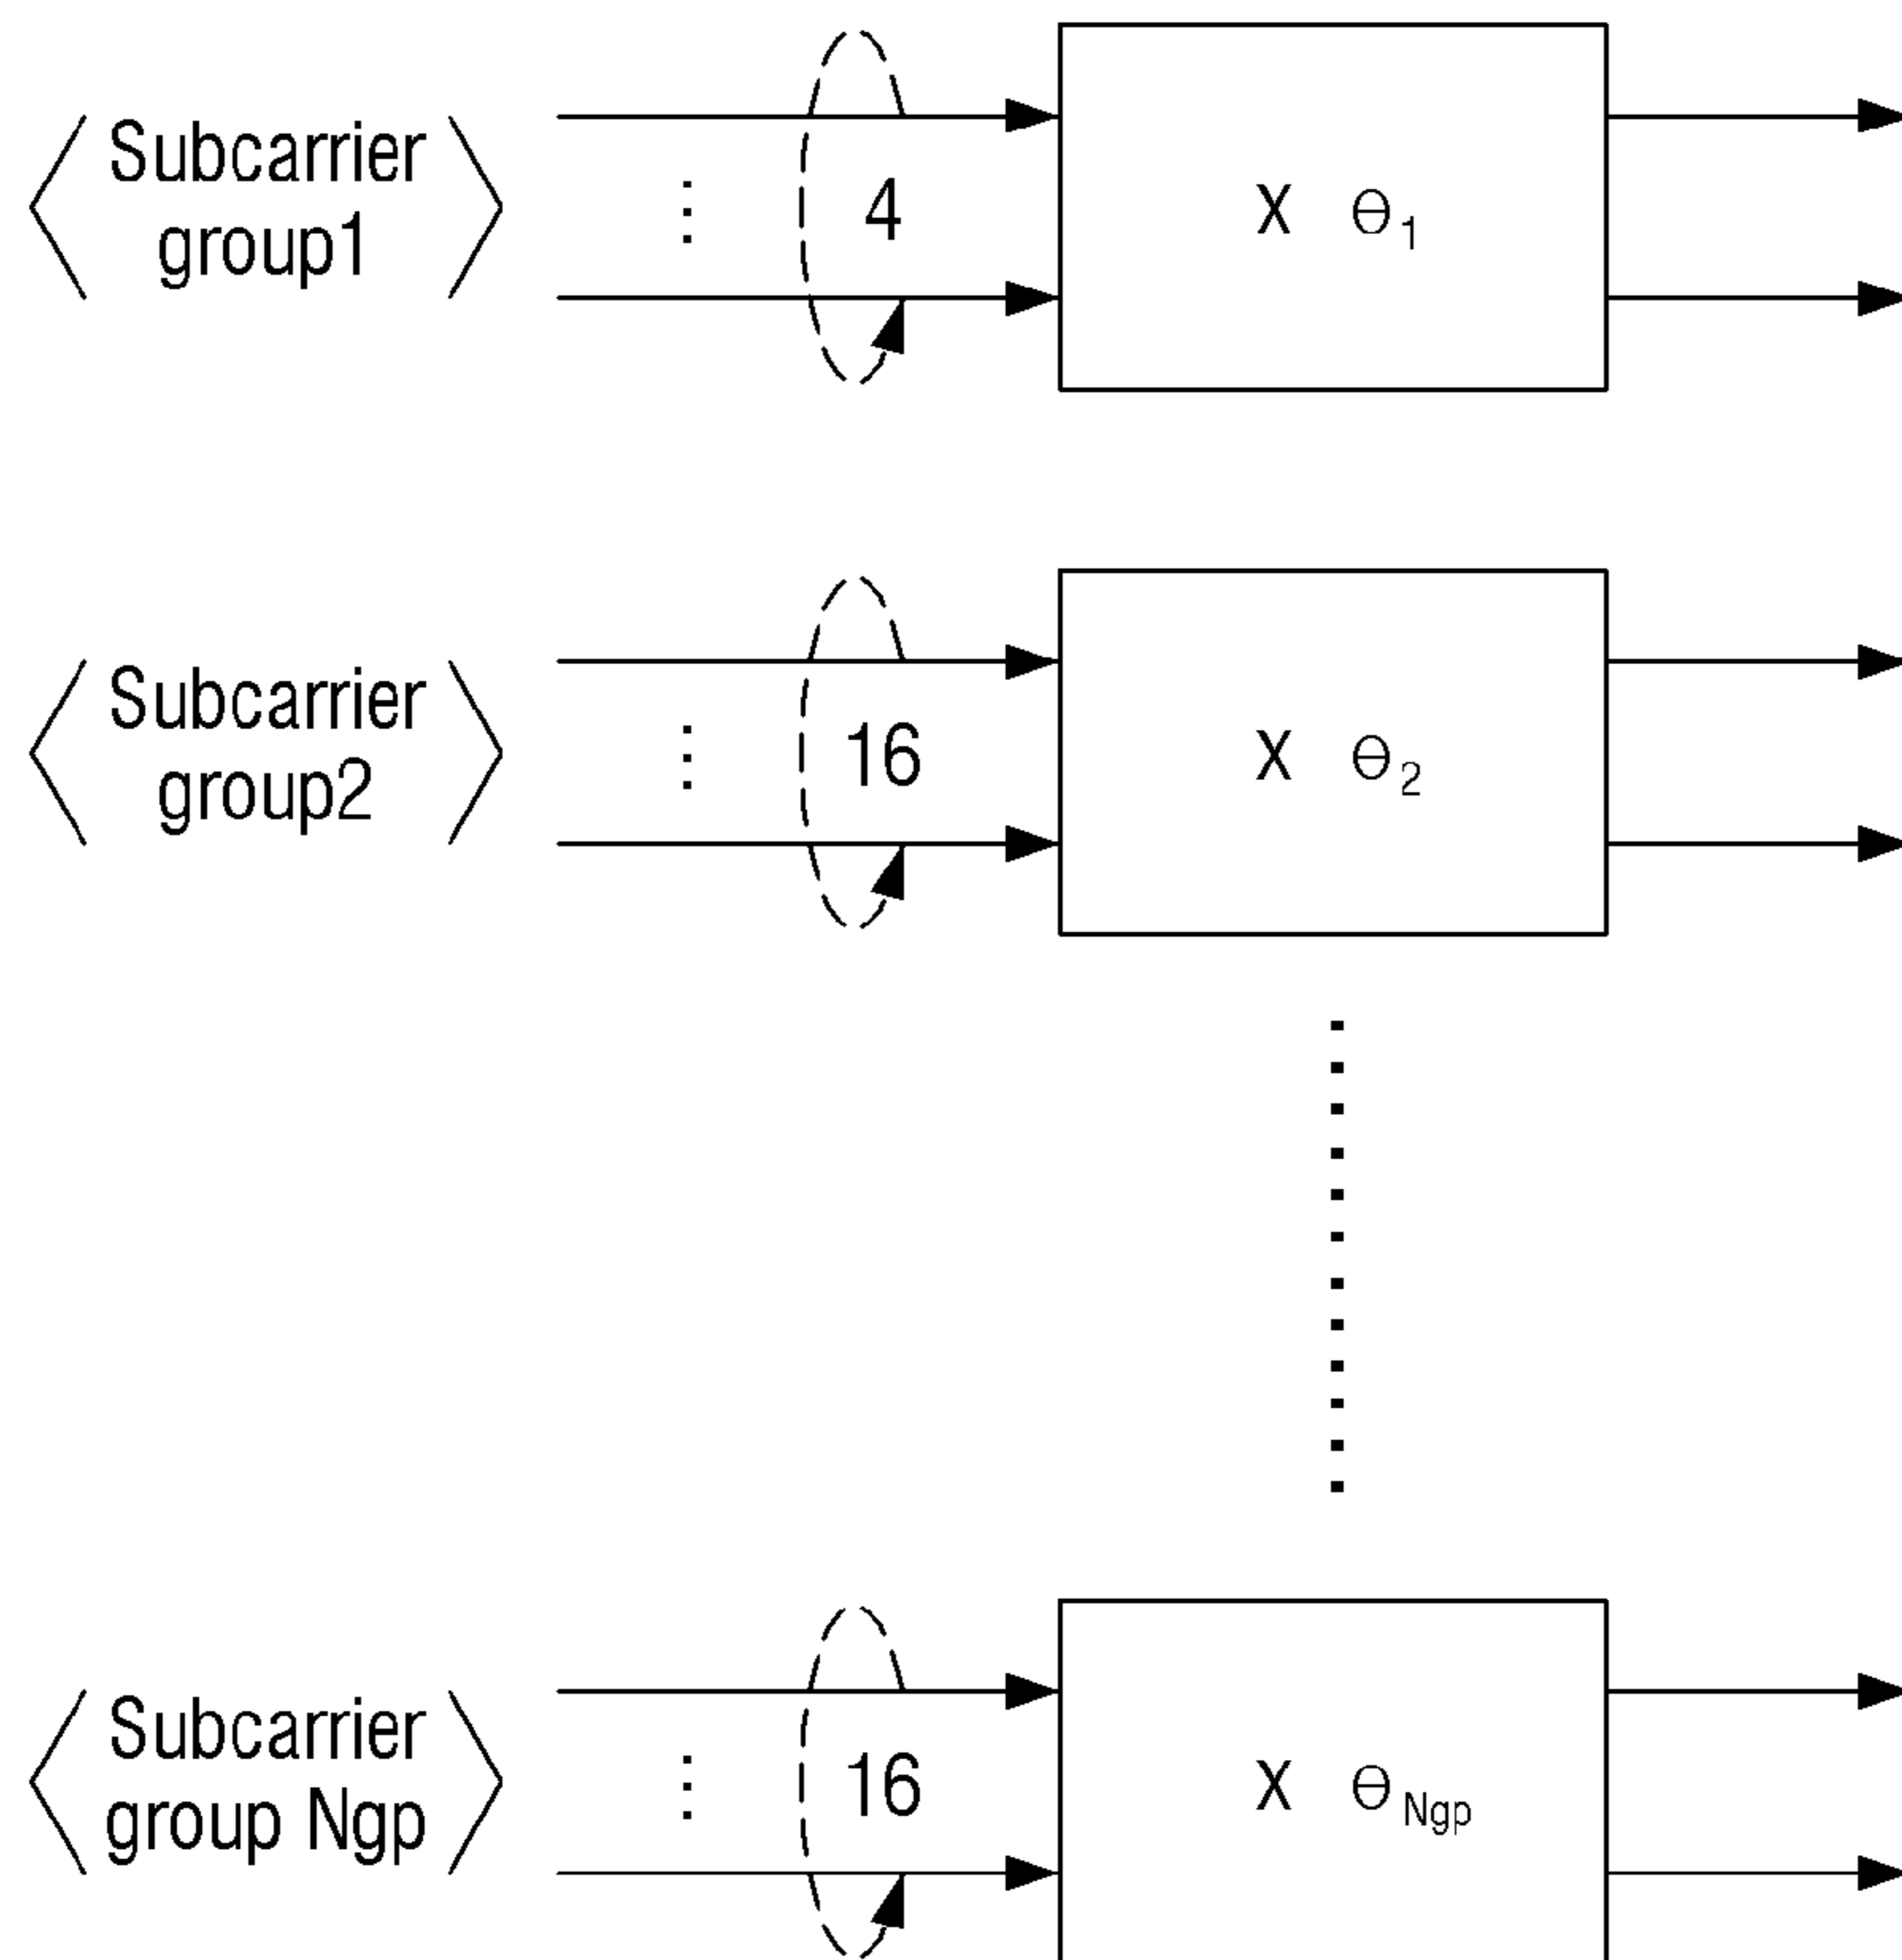 Subcarrier
group1
4
X Θ1
Subcarrier
group2
16
X Θ2
Subcarrier
group Ngp
16
X ΘNgp